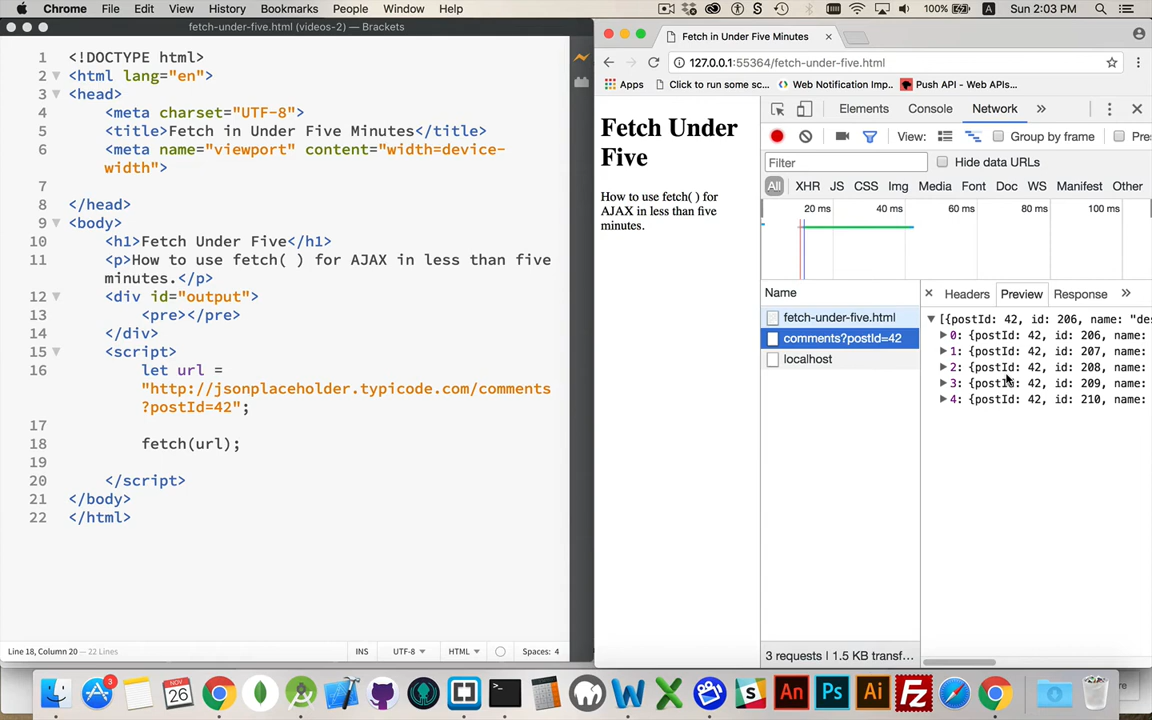 Chrome File Edit View History Bookmarks People Window Help
100% A Sun 2:03 PM
fetch-under-five.html (videos-2) — Brackets
1 <!DOCTYPE html>
2 <html lang="en">
3 <head>
4 <meta charset="UTF-8">
5 <title>Fetch in Under Five Minutes</title>
6 <meta name="viewport" content="width=device-
width">
7
8 </head>
9 <body>
10 <h1>Fetch Under Five</h1>
11 <p>How to use fetch( ) for AJAX in less than five
minutes.</p>
12 <div id="output">
13 <pre></pre>
14 </div>
15 <script>
16 let url =
"http://jsonplaceholder.typicode.com/comments
?postId=42";
17
18 fetch(url);
19
20 </script>
21 </body>
22 </html>
Line 18, Column 20 — 22 Lines
INS UTF-8 HTML Spaces: 4
Fetch in Under Five Minutes
127.0.0.1:55364/fetch-under-five.html
Apps Click to run some sc... Web Notification Imp.. Push API - Web APIs...
Fetch Under
Five
How to use fetch( ) for
AJAX in less than five
minutes.
Elements Console Network »
View: Group by frame Pre
Filter Hide data URLs
All XHR JS CSS Img Media Font Doc WS Manifest Other
20 ms 40 ms 60 ms 80 ms 100 ms
Name
fetch-under-five.html
comments?postId=42
localhost
Headers Preview Response »
[{postId: 42, id: 206, name: "des
0: {postId: 42, id: 206, name:
1: {postId: 42, id: 207, name:
2: {postId: 42, id: 208, name:
3: {postId: 42, id: 209, name:
4: {postId: 42, id: 210, name:
3 requests | 1.5 KB transf...
3
NOV
26
An Ps Ai Fz